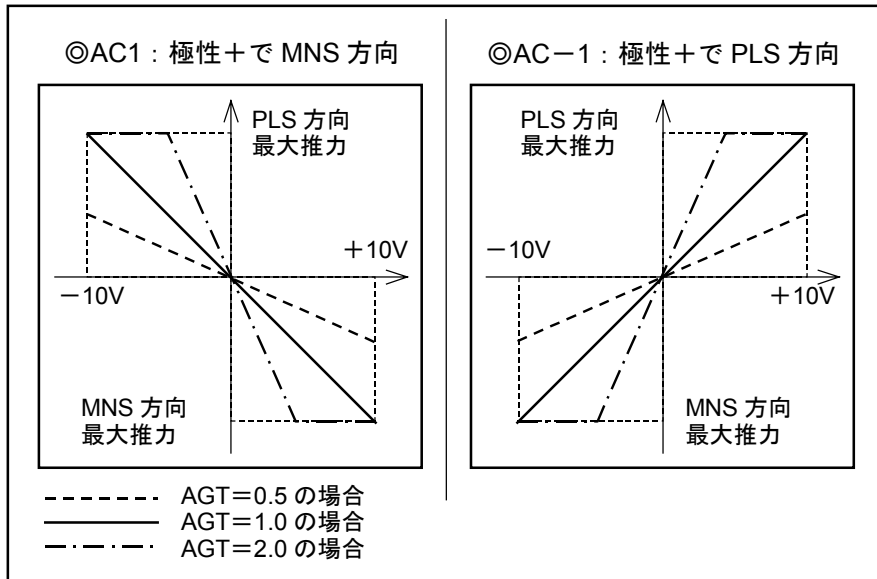 ◎AC1：極性＋で MNS 方向
PLS 方向
最大推力
＋10V
－10V
MNS 方向
最大推力
◎AC－1：極性＋で PLS 方向
PLS 方向
最大推力
－10V
＋10V
MNS 方向
最大推力
AGT＝0.5 の場合
AGT＝1.0 の場合
AGT＝2.0 の場合